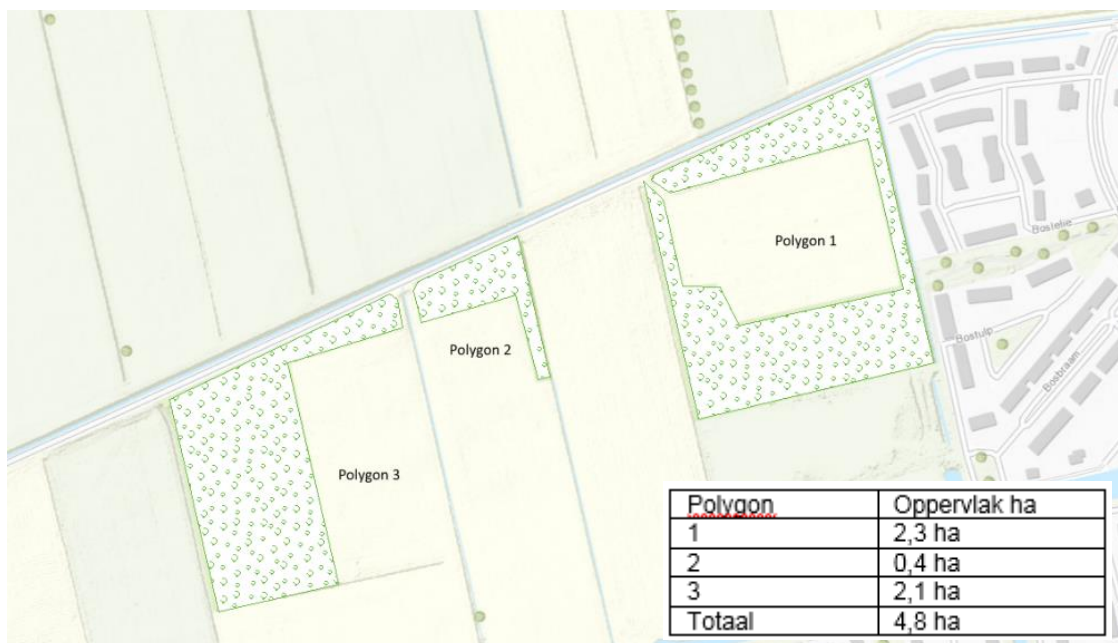 Polygon 1
Bostelie
Polygon 2
Bostulp
Bosbraam
Polygon 3
Polygon Oppervlak ha
1 2,3 ha
2 0,4 ha
3 2,1 ha
Totaal 4,8 ha